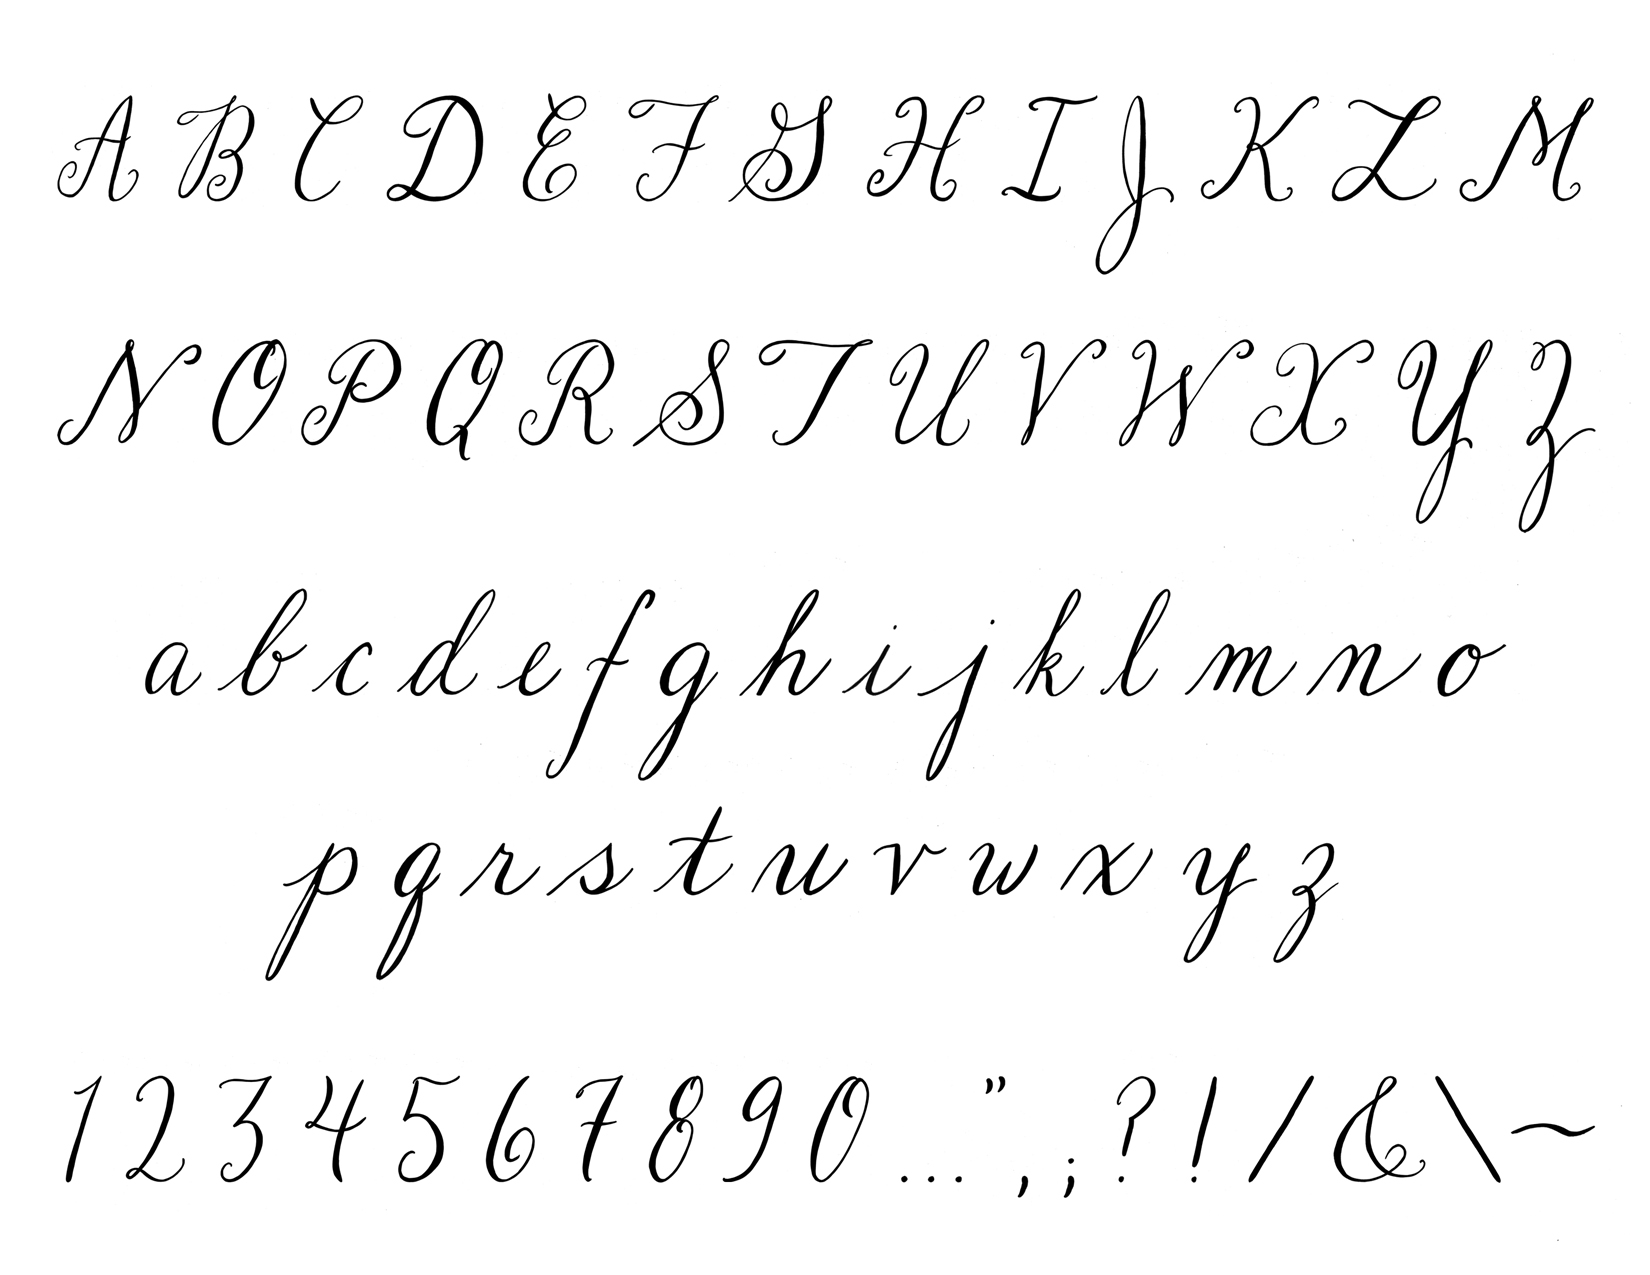 A B C D E F G H I J K L M
N O P Q R S T U V W X Y Z
a b c d e f g h i j k l m n o
p q r s t u v w x y z
1 2 3 4 5 6 7 8 9 0 ... " , ; ? ! / & \ ~